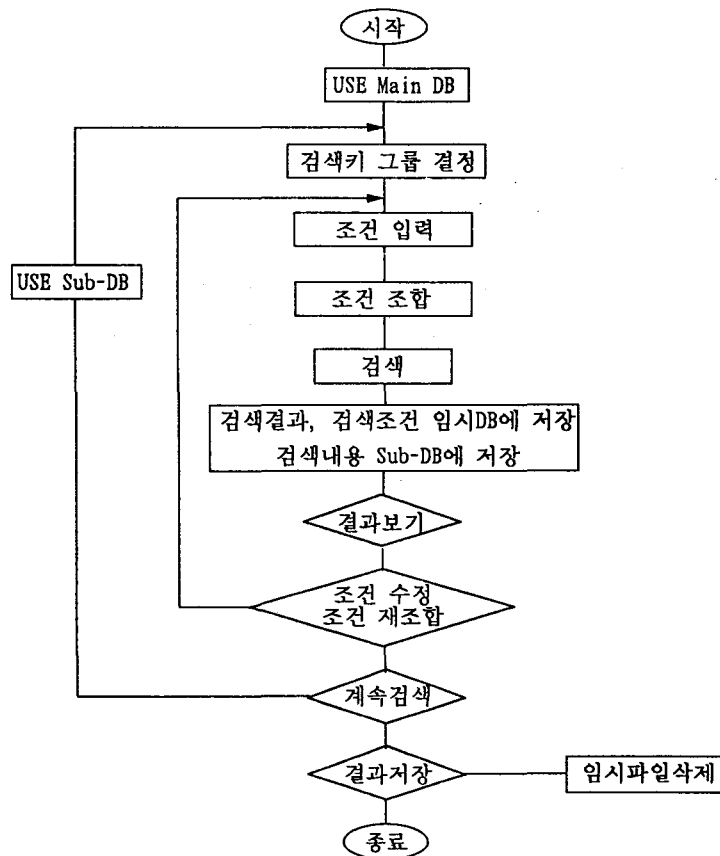 시작
USE Main DB
검색키 그룹 결정
조건 입력
USE Sub-DB
조건 조합
검색
검색결과, 검색조건 임시DB에 저장
검색내용 Sub-DB에 저장
결과보기
조건 수정
조건 재조합
계속검색
결과저장
임시파일삭제
종료